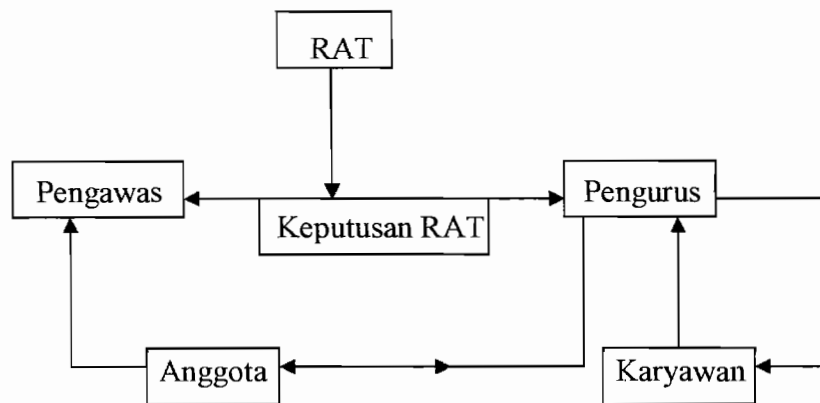 RAT
Pengawas
Pengurus
Keputusan RAT
Anggota
Karyawan